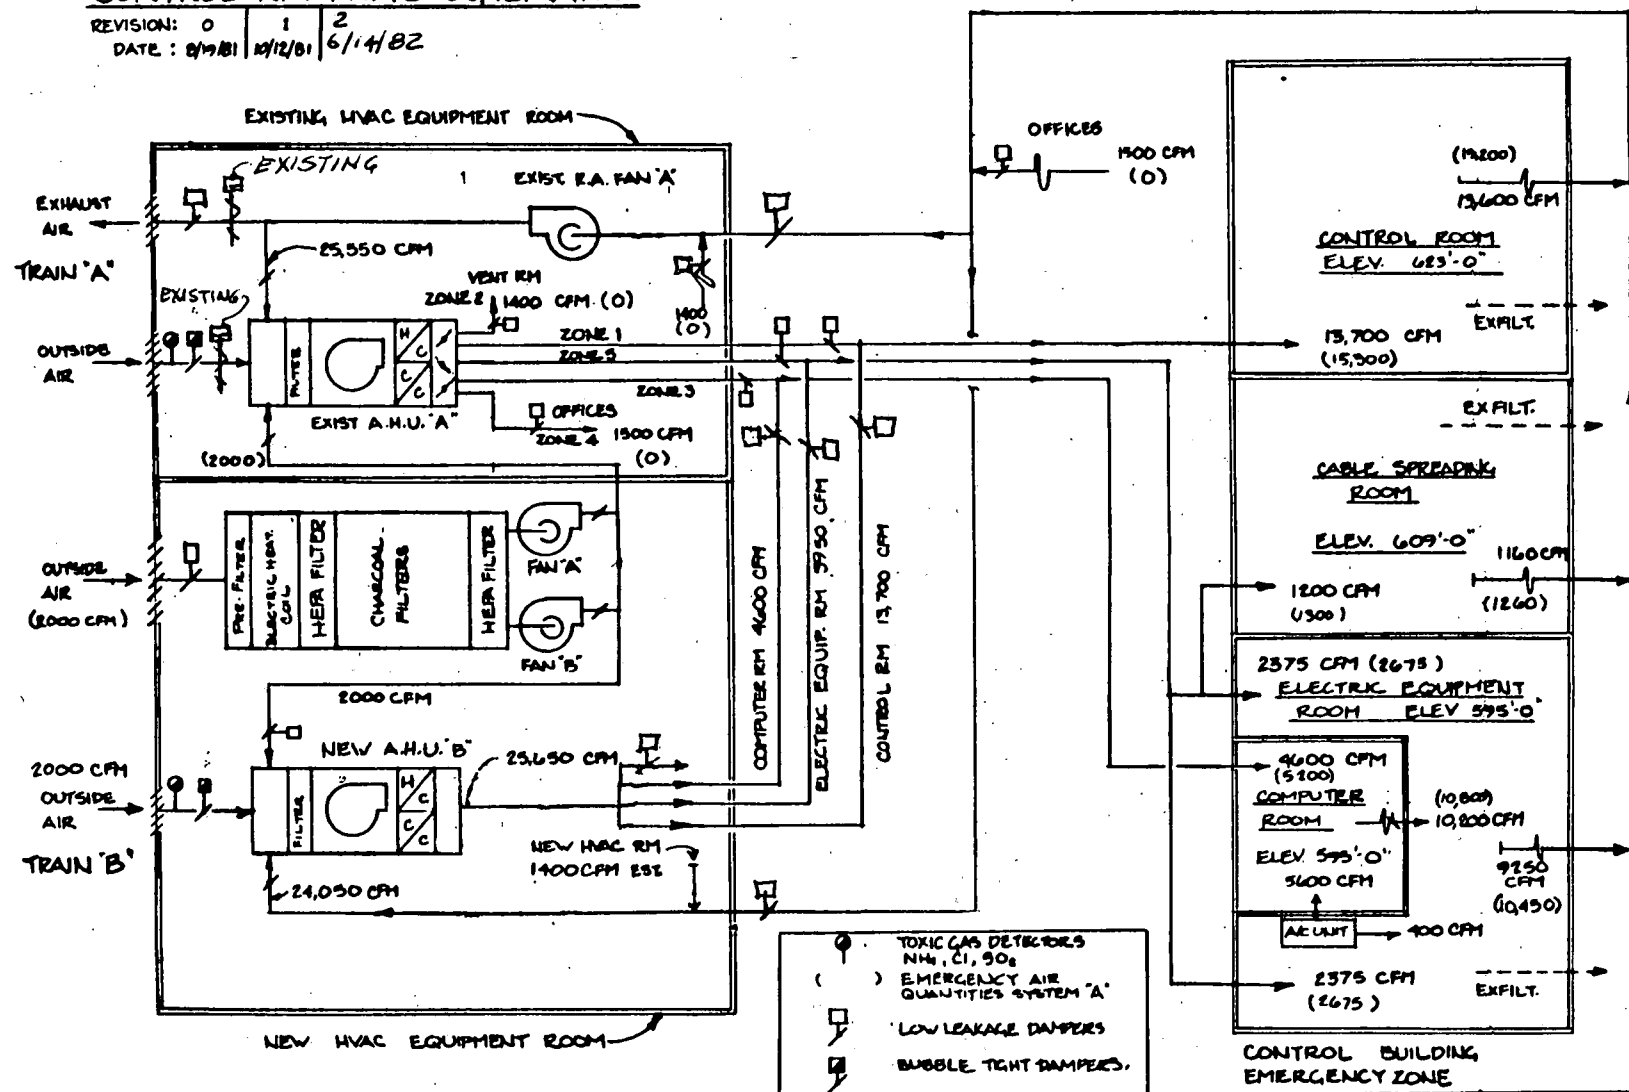 REVISION: 0 1 2
DATE: 8/19/81 10/12/81 6/14/82
EXISTING HVAC EQUIPMENT ROOM
EXISTING
EXIST R.A. FAN "A"
EXHAUST
AIR
TRAIN "A"
25,550 CFM
EXISTING
VENT RM
ZONE 2 1400 CFM (0)
1400
(0)
OFFICES
1500 CFM
(0)
OUTSIDE
AIR
FILTER
H
C
C
C
ZONE 1
ZONE 5
ZONE 3
EXIST A.H.U. "A"
OFFICES
ZONE 4 1500 CFM
(0)
(2000)
OUTSIDE
AIR
(2000 CFM)
PRE-FILTER
ELECTRIC HEAT.
COIL
HEPA FILTER
CHARCOAL
FILTERS
HEPA FILTER
FAN "A"
FAN "B"
2000 CFM
COMPUTER RM 4600 CFM
ELECTRIC EQUIP. RM 5950 CFM
CONTROL RM 13,700 CFM
NEW A.H.U. "B"
25,650 CFM
2000 CFM
OUTSIDE
AIR
TRAIN "B"
FILTER
H
C
C
C
24,050 CFM
NEW HVAC RM
1400 CFM ESZ
NEW HVAC EQUIPMENT ROOM
TOXIC GAS DETECTORS
( ) EMERGENCY AIR
QUANTITIES SYSTEM "A"
LOW LEAKAGE DAMPERS
BUBBLE TIGHT DAMPERS.
(15,200)
13,600 CFM
CONTROL ROOM
ELEV. 623'-0"
EXFILT.
13,700 CFM
(15,300)
EXFILT.
CABLE SPREADING
ROOM
ELEV. 609'-0"
1160 CFM
(1260)
1200 CFM
(1300)
2375 CFM (2675)
ELECTRIC EQUIPMENT
ROOM ELEV 595'-0"
4600 CFM
(5200)
COMPUTER
ROOM
ELEV. 595'-0"
5600 CFM
(10,800)
10,200 CFM
9250
CFM
(10,450)
A/C UNIT
400 CFM
2375 CFM
(2675)
EXFILT.
CONTROL BUILDING
EMERGENCY ZONE